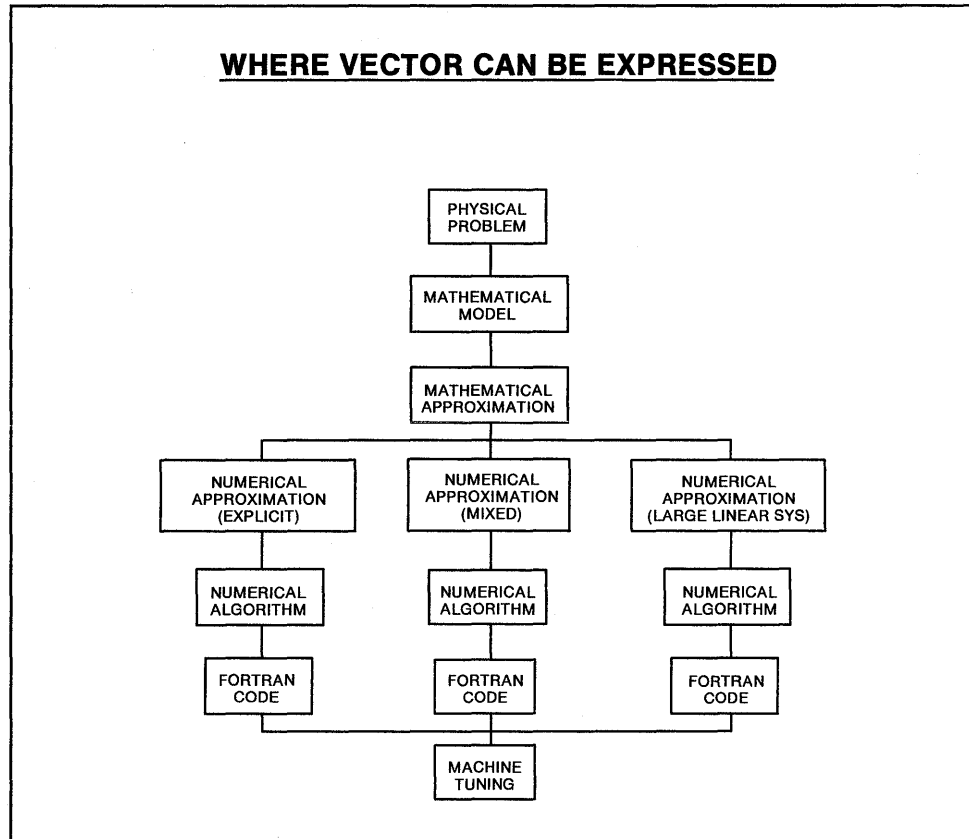 WHERE VECTOR CAN BE EXPRESSED
PHYSICAL
PROBLEM
MATHEMATICAL
MODEL
MATHEMATICAL
APPROXIMATION
NUMERICAL
APPROXIMATION
(EXPLICIT)
NUMERICAL
APPROXIMATION
(MIXED)
NUMERICAL
APPROXIMATION
(LARGE LINEAR SYS)
NUMERICAL
ALGORITHM
NUMERICAL
ALGORITHM
NUMERICAL
ALGORITHM
FORTRAN
CODE
FORTRAN
CODE
FORTRAN
CODE
MACHINE
TUNING